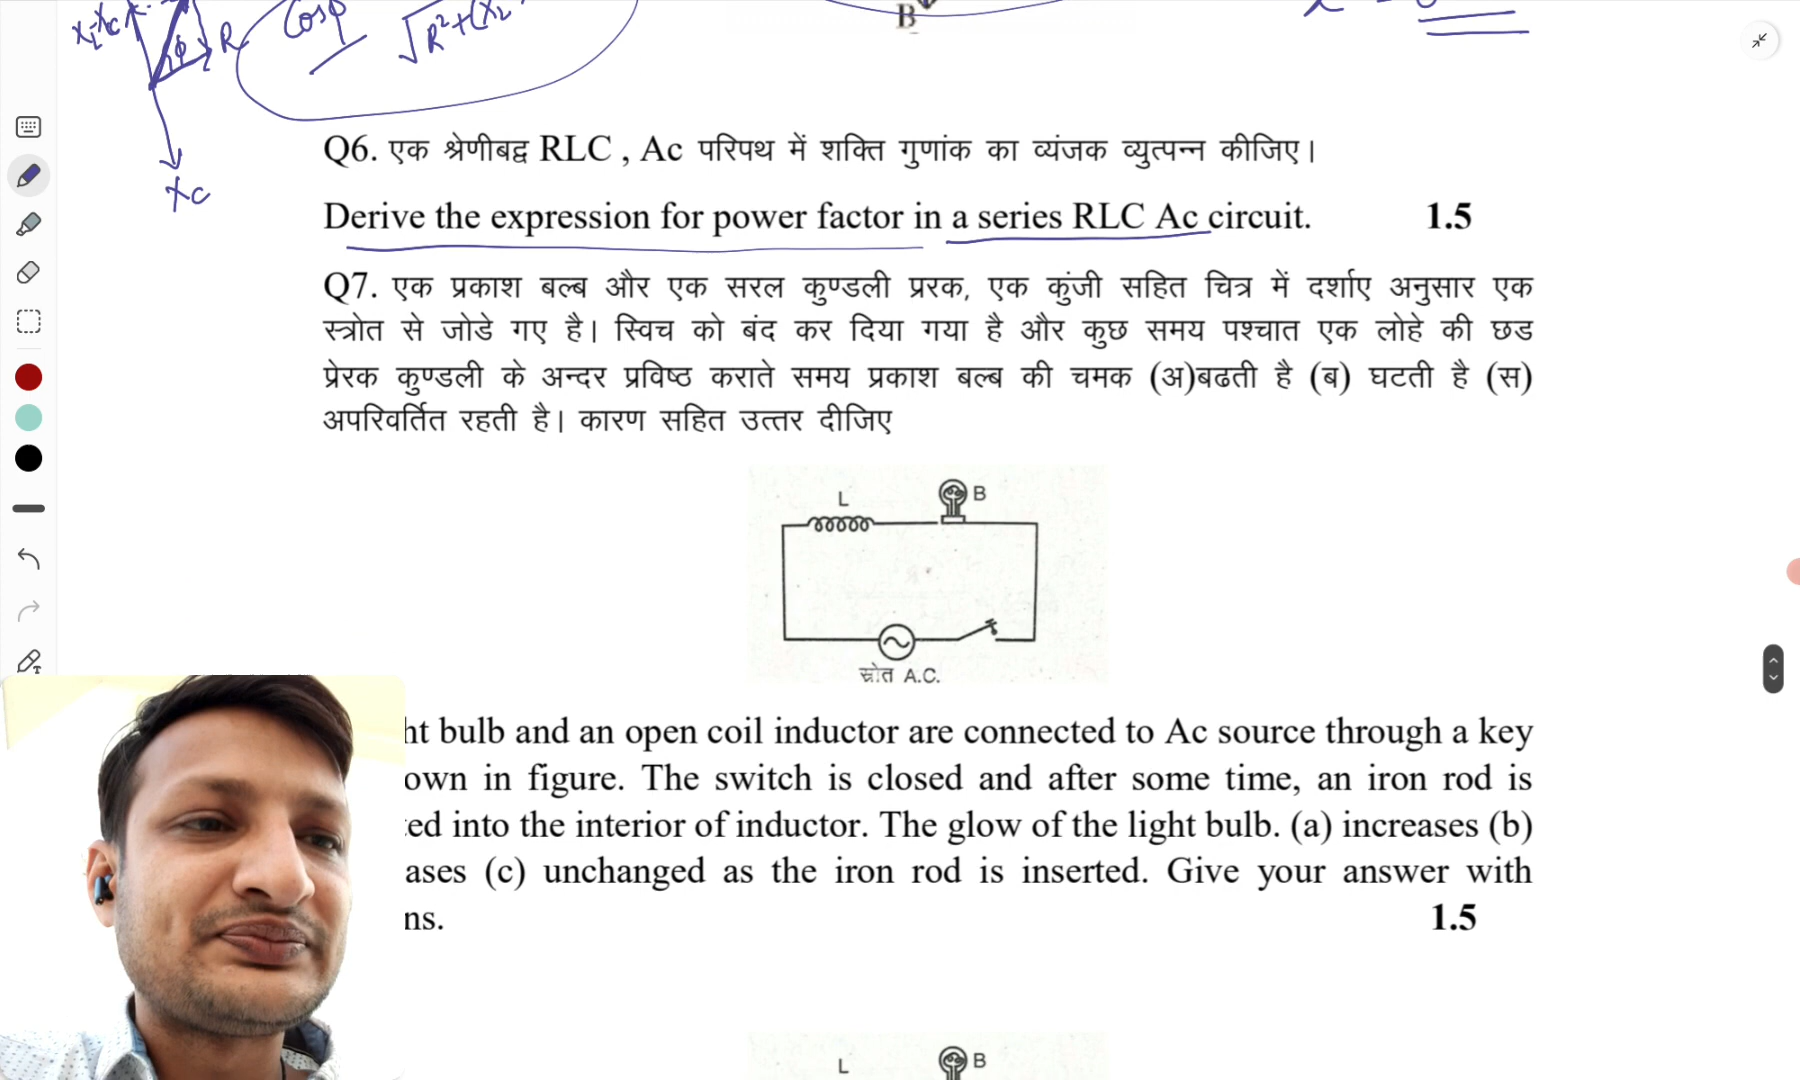 X
Cosφ
R
√R²+(X₂
B
Xc
Q6. एक श्रेणीबद्व RLC , Ac परिपथ में शक्ति गुणांक का व्यंजक व्युत्पन्न कीजिए।
Derive the expression for power factor in a series RLC Ac circuit. 1.5
Q7. एक प्रकाश बल्ब और एक सरल कुण्डली प्ररक, एक कुंजी सहित चित्र में दर्शाए अनुसार एक
स्त्रोत से जोडे गए है। स्विच को बंद कर दिया गया है और कुछ समय पश्चात एक लोहे की छड
प्रेरक कुण्डली के अन्दर प्रविष्ठ कराते समय प्रकाश बल्ब की चमक (अ)बढती है (ब) घटती है (स)
अपरिवर्तित रहती है। कारण सहित उत्तर दीजिए
L
B
स्रोत A.C.
ht bulb and an open coil inductor are connected to Ac source through a key
own in figure. The switch is closed and after some time, an iron rod is
ed into the interior of inductor. The glow of the light bulb. (a) increases (b)
ases (c) unchanged as the iron rod is inserted. Give your answer with
ns. 1.5
L
B